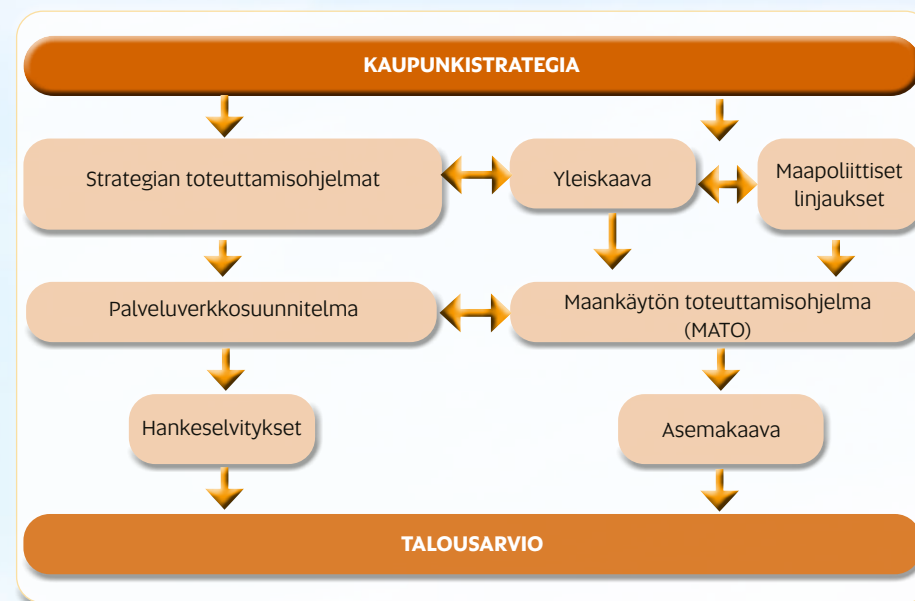 KAUPUNKISTRATEGIA
Strategian toteuttamisohjelmat
Yleiskaava
Maapoliittiset
linjaukset
Palveluverkkosuunnitelma
Maankäytön toteuttamisohjelma
(MATO)
Hankeselvitykset
Asemakaava
TALOUSARVIO